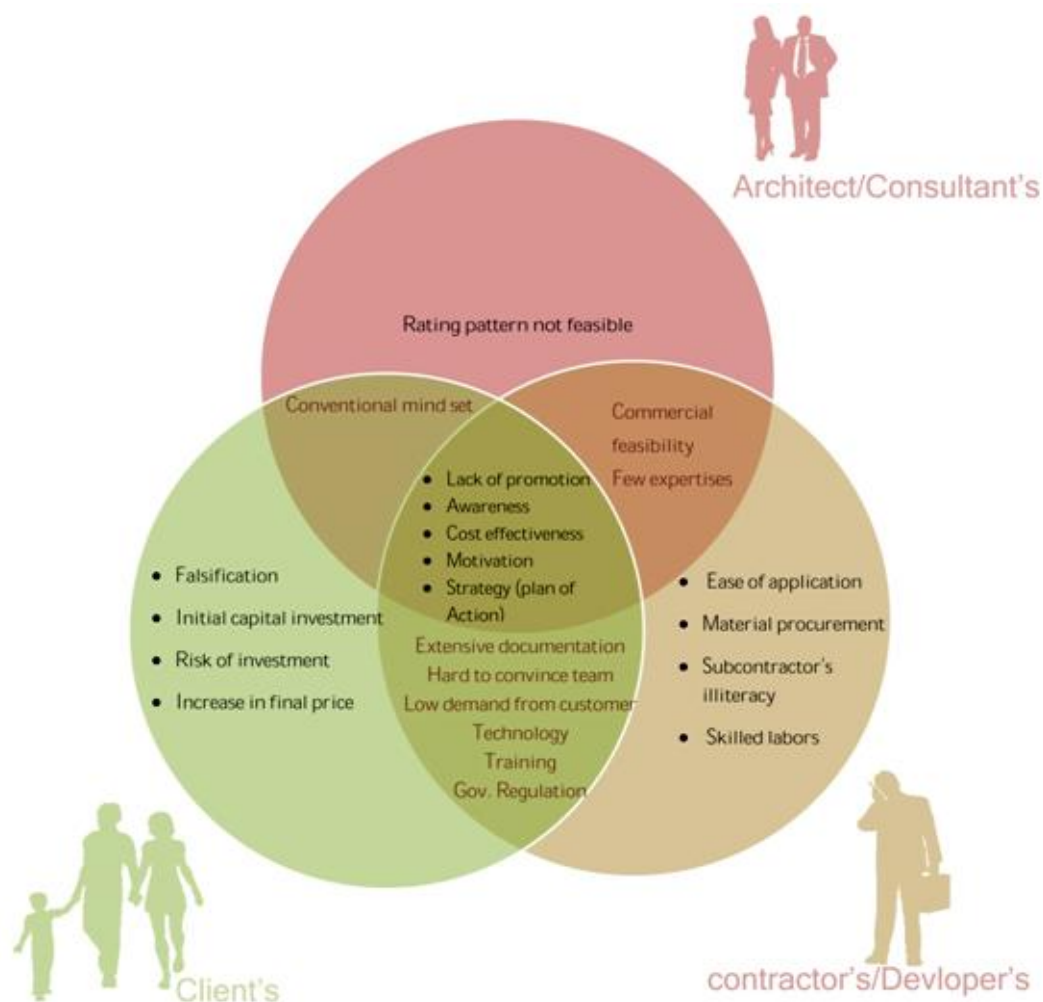 Architect/Consultant's
Rating pattern not feasible
Conventional mind set
Commercial
feasibility
Few expertises
• Lack of promotion
• Awareness
• Cost effectiveness
• Motivation
• Strategy (plan of
Action)
• Falsification
• Initial capital investment
• Risk of investment
• Increase in final price
Extensive documentation
Hard to convince team
Low demand from customer
Technology
Training
Gov. Regulation
• Ease of application
• Material procurement
• Subcontractor's
illiteracy
• Skilled labors
Client's
contractor's/Devloper's